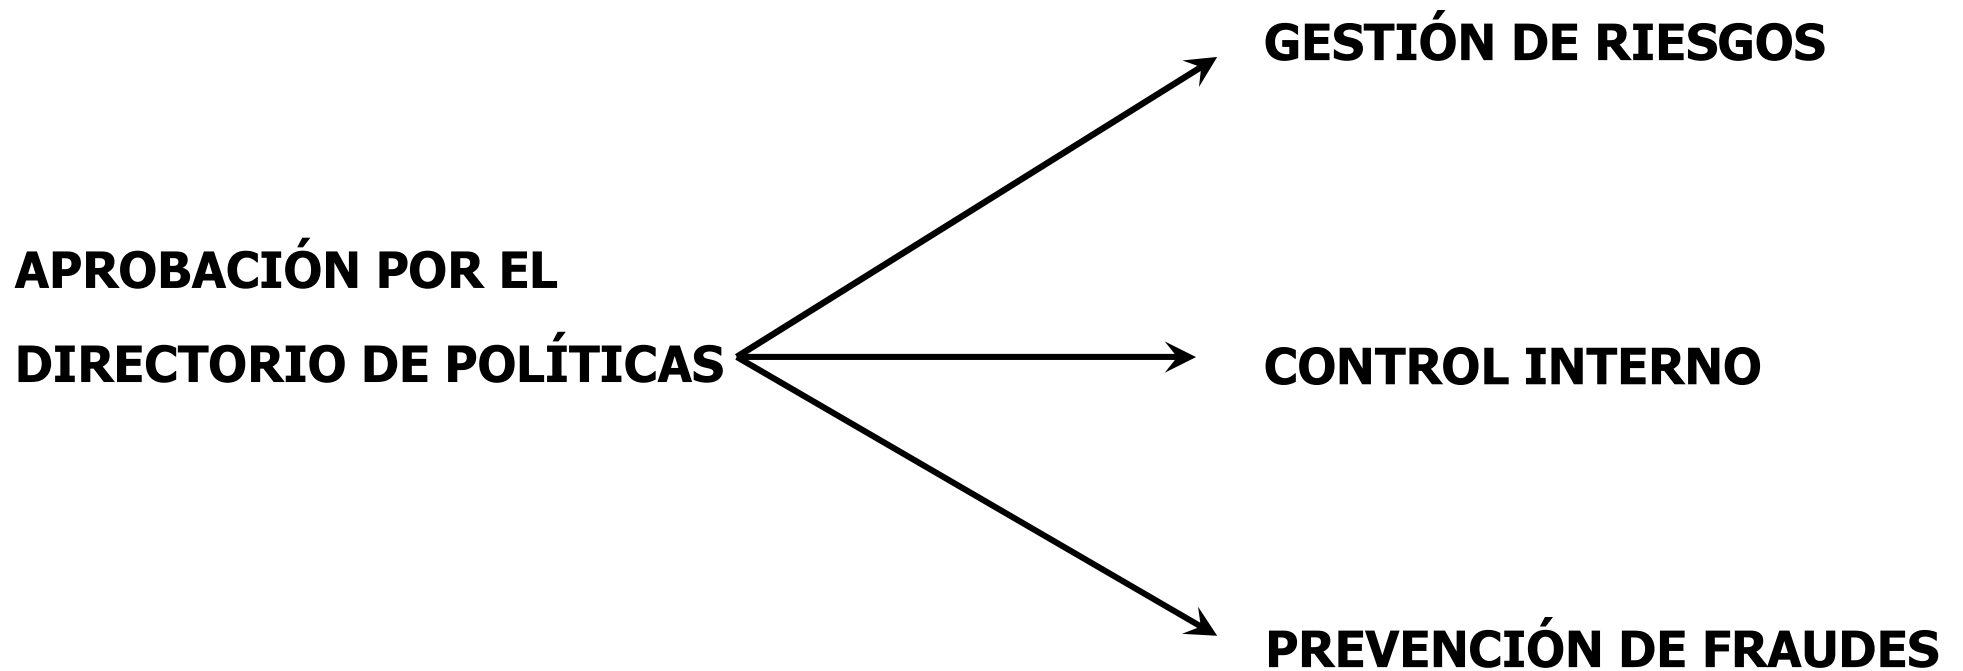 GESTIÓN DE RIESGOS
APROBACIÓN POR EL
DIRECTORIO DE POLÍTICAS
CONTROL INTERNO
PREVENCIÓN DE FRAUDES